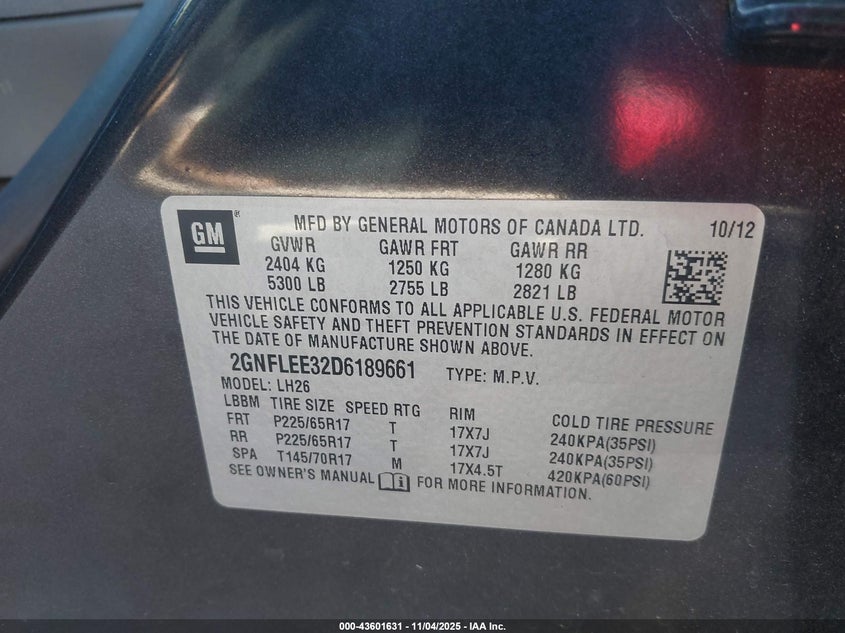 GM® MFD BY GENERAL MOTORS OF CANADA LTD. 10/12
GVWR GAWR FRT GAWR RR
2404 KG 1250 KG 1280 KG
5300 LB 2755 LB 2821 LB
THIS VEHICLE CONFORMS TO ALL APPLICABLE U.S. FEDERAL MOTOR
VEHICLE SAFETY AND THEFT PREVENTION STANDARDS IN EFFECT ON
THE DATE OF MANUFACTURE SHOWN ABOVE.
2GNFLEE32D6189661 TYPE: M.P.V.
MODEL: LH26
LBBM TIRE SIZE SPEED RTG RIM COLD TIRE PRESSURE
FRT P225/65R17 T 17X7J 240KPA(35PSI)
RR P225/65R17 T 17X7J 240KPA(35PSI)
SPA T145/70R17 M 17X4.5T 420KPA(60PSI)
SEE OWNER'S MANUAL FOR MORE INFORMATION.
000-43601631 - 11/04/2025 - IAA Inc.